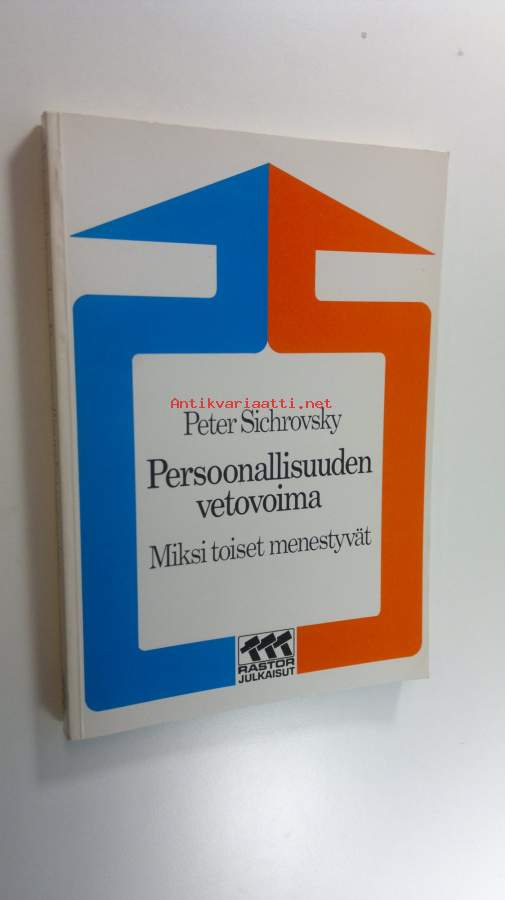 Antikvariaatti.net
Peter Sichrovsky
Persoonallisuuden
vetovoima
Miksi toiset menestyvät
RASTOR
JULKAISUT